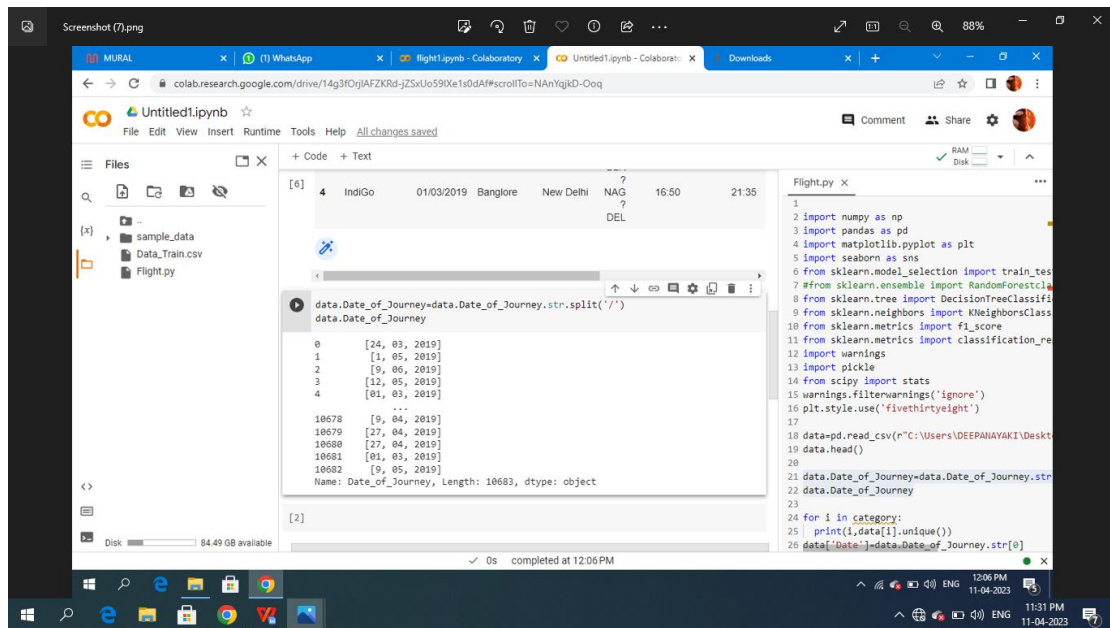 Screenshot (7).png
88%
MURAL
(1) WhatsApp
flight1.ipynb - Colaboratory
Untitled1.ipynb - Colaborato
Downloads
colab.research.google.com/drive/14g3fOrjlAFZKRd-jZSxUo59IXe1s0dAf#scrollTo=NAnYqjkD-Ooq
Untitled1.ipynb
File Edit View Insert Runtime Tools Help All changes saved
Comment
Share
Files
+ Code + Text
RAM
Disk
..
sample_data
Data_Train.csv
Flight.py
[6]
?
4 IndiGo 01/03/2019 Banglore New Delhi NAG 16:50 21:35
?
DEL
data.Date_of_Journey=data.Date_of_Journey.str.split('/')
data.Date_of_Journey
0 [24, 03, 2019]
1 [1, 05, 2019]
2 [9, 06, 2019]
3 [12, 05, 2019]
4 [01, 03, 2019]
...
10678 [9, 04, 2019]
10679 [27, 04, 2019]
10680 [27, 04, 2019]
10681 [01, 03, 2019]
10682 [9, 05, 2019]
Name: Date_of_Journey, Length: 10683, dtype: object
[2]
Disk
84.49 GB available
0s completed at 12:06 PM
Flight.py
1
2 import numpy as np
3 import pandas as pd
4 import matplotlib.pyplot as plt
5 import seaborn as sns
6 from sklearn.model_selection import train_tes
7 #from sklearn.ensemble import RandomForestcla
8 from sklearn.tree import DecisionTreeClassifi
9 from sklearn.neighbors import KNeighborsClass
10 from sklearn.metrics import f1_score
11 from sklearn.metrics import classification_re
12 import warnings
13 import pickle
14 from scipy import stats
15 warnings.filterwarnings('ignore')
16 plt.style.use('fivethirtyeight')
17
18 data=pd.read_csv(r"C:\Users\DEEPANAYAKI\Deskt
19 data.head()
20
21 data.Date_of_Journey=data.Date_of_Journey.str
22 data.Date_of_Journey
23
24 for i in category:
25 print(i,data[i].unique())
26 data['Date']=data.Date_of_Journey.str[0]
ENG
12:06 PM
11-04-2023
5
ENG
11:31 PM
11-04-2023
7